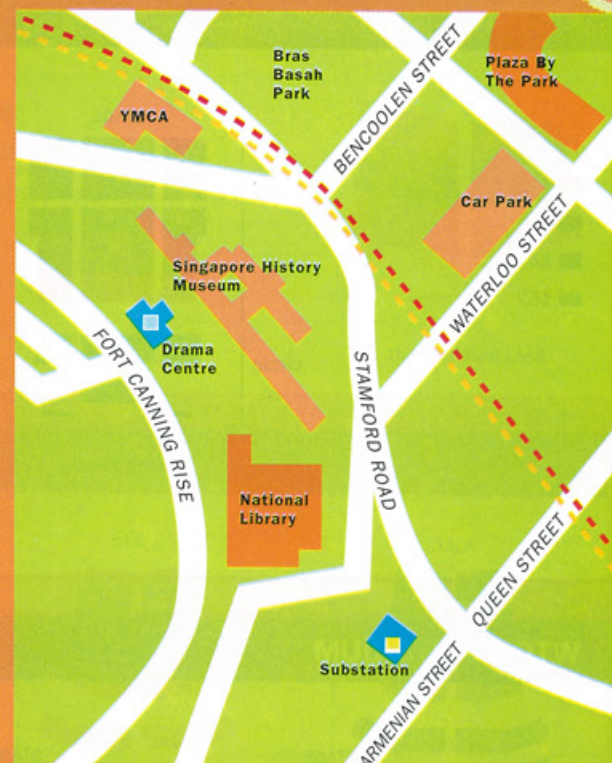 Bras
Basah
Park
Plaza By
The Park
YMCA
BENCOOLEN STREET
Car Park
Singapore History
Museum
WATERLOO STREET
Drama
Centre
FORT CANNING RISE
STAMFORD ROAD
National
Library
QUEEN STREET
Substation
ARMENIAN STREET